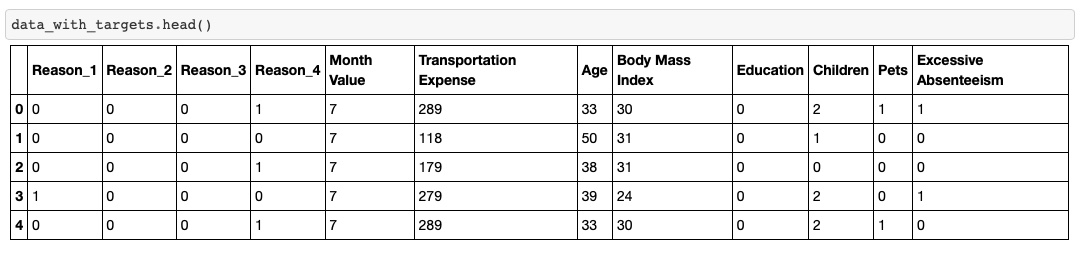 data_with_targets.head()
Reason_1 Reason_2 Reason_3 Reason_4 Month Value Transportation Expense Age Body Mass Index Education Children Pets Excessive Absenteeism
0 0 0 0 1 7 289 33 30 0 2 1 1
1 0 0 0 0 7 118 50 31 0 1 0 0
2 0 0 0 1 7 179 38 31 0 0 0 0
3 1 0 0 0 7 279 39 24 0 2 0 1
4 0 0 0 1 7 289 33 30 0 2 1 0